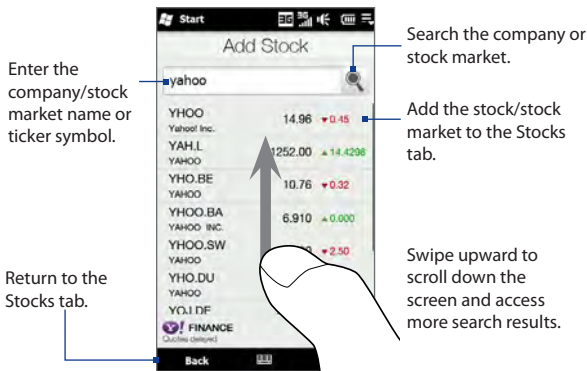 Start
Add Stock
yahoo
YHOO 14.96 ▼0.45
Yahoo! Inc.
YAH.L 1252.00 ▲14.4298
YAHOO
YHO.BE 10.76 ▼0.32
YAHOO
YHOO.BA 6.910 ▲0.000
YAHOO INC.
YHOO.SW ▼2.50
YAHOO
YHO.DU
YAHOO
YOJ.DE
Y! FINANCE
Quotes delayed
Back
Enter the
company/stock
market name or
ticker symbol.
Return to the
Stocks tab.
Search the company or
stock market.
Add the stock/stock
market to the Stocks
tab.
Swipe upward to
scroll down the
screen and access
more search results.